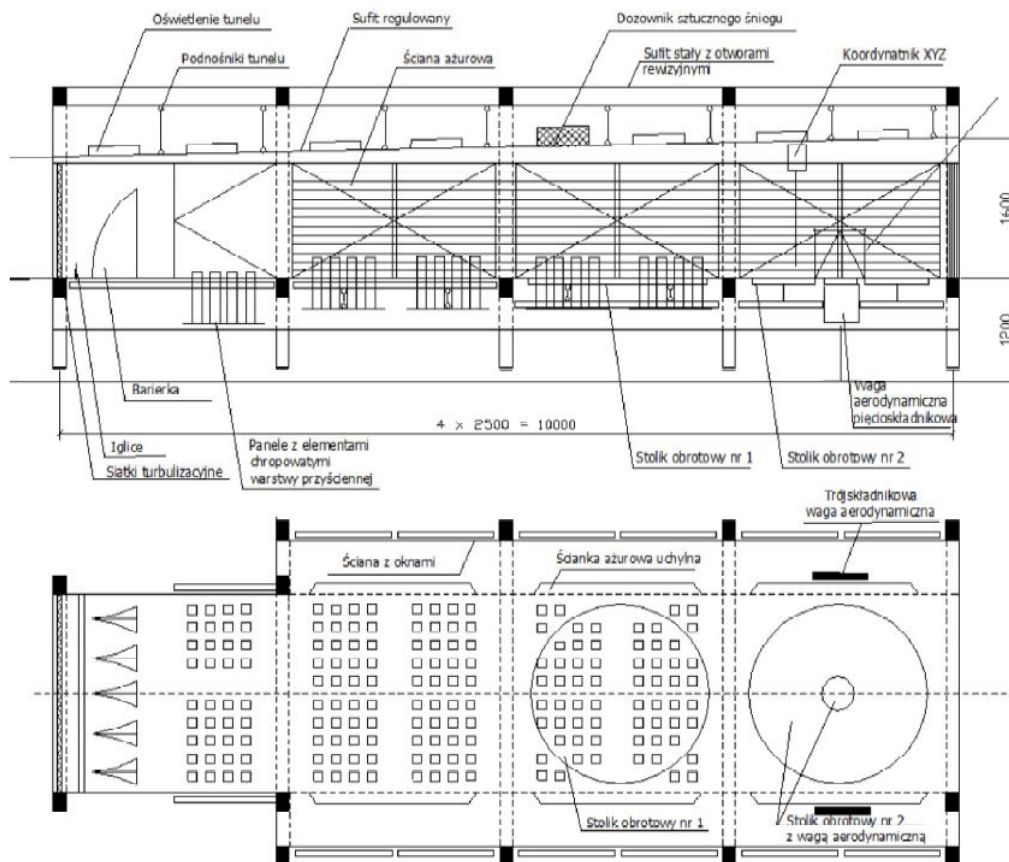 Oświetlenie tunelu
Sufit regulowany
Dozownik sztucznego śniegu
Podnośniki tunelu
Ściana ażurowa
Sufit stały z otworami
rewizyjnymi
Koordynatnik XYZ
1600
1200
Barierka
Waga
aerodynamiczna
pięcioskładnikowa
4 x 2500 = 10000
Iglice
Siatki turbulizacyjne
Panele z elementami
chropowatymi
warstwy przyściennej
Stolik obrotowy nr 1
Stolik obrotowy nr 2
Trójskładnikowa
waga aerodynamiczna
Ściana z oknami
Ścianka ażurowa uchylna
Stolik obrotowy nr 1
Stolik obrotowy nr 2
z wagą aerodynamiczną